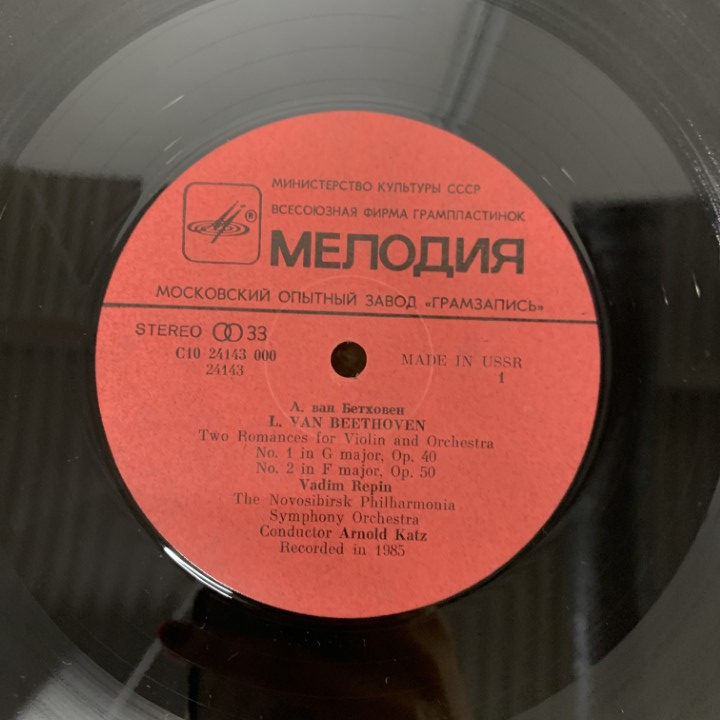 МИНИСТЕРСТВО КУЛЬТУРЫ СССР
ВСЕСОЮЗНАЯ ФИРМА ГРАМПЛАСТИНОК
®
МЕЛОДИЯ
МОСКОВСКИЙ ОПЫТНЫЙ ЗАВОД «ГРАМЗАПИСЬ»
STEREO 33
С10 24143 000
24143
MADE IN USSR
1
Л. ван Бетховен
L. VAN BEETHOVEN
Two Romances for Violin and Orchestra
No. 1 in G major, Op. 40
No. 2 in F major, Op. 50
Vadim Repin
The Novosibirsk Philharmonia
Symphony Orchestra
Conductor Arnold Katz
Recorded in 1985